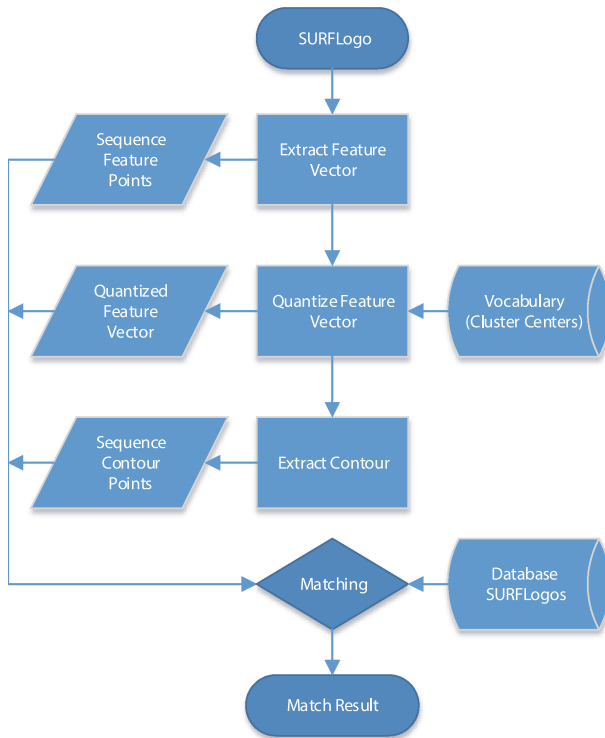 SURFLogo
Sequence
Feature
Points
Extract Feature
Vector
Quantized
Feature
Vector
Quantize Feature
Vector
Vocabulary
(Cluster Centers)
Sequence
Contour
Points
Extract Contour
Matching
Database
SURFLogos
Match Result